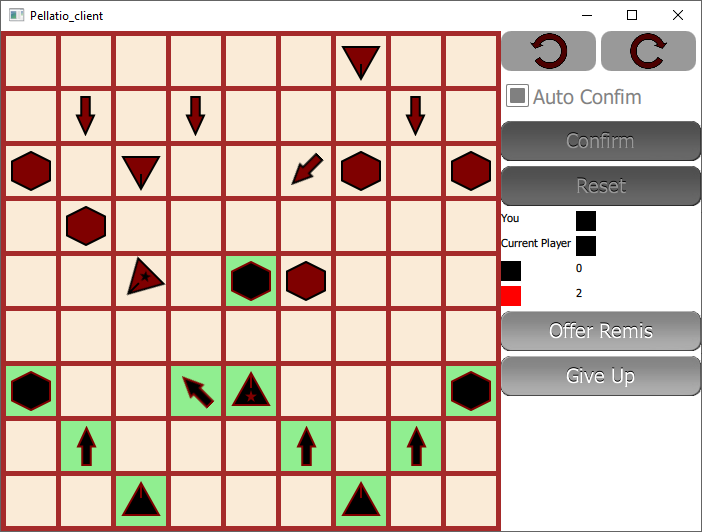 Pellatio_client
Auto Confim
Confirm
Reset
You
Current Player
0
2
Offer Remis
Give Up